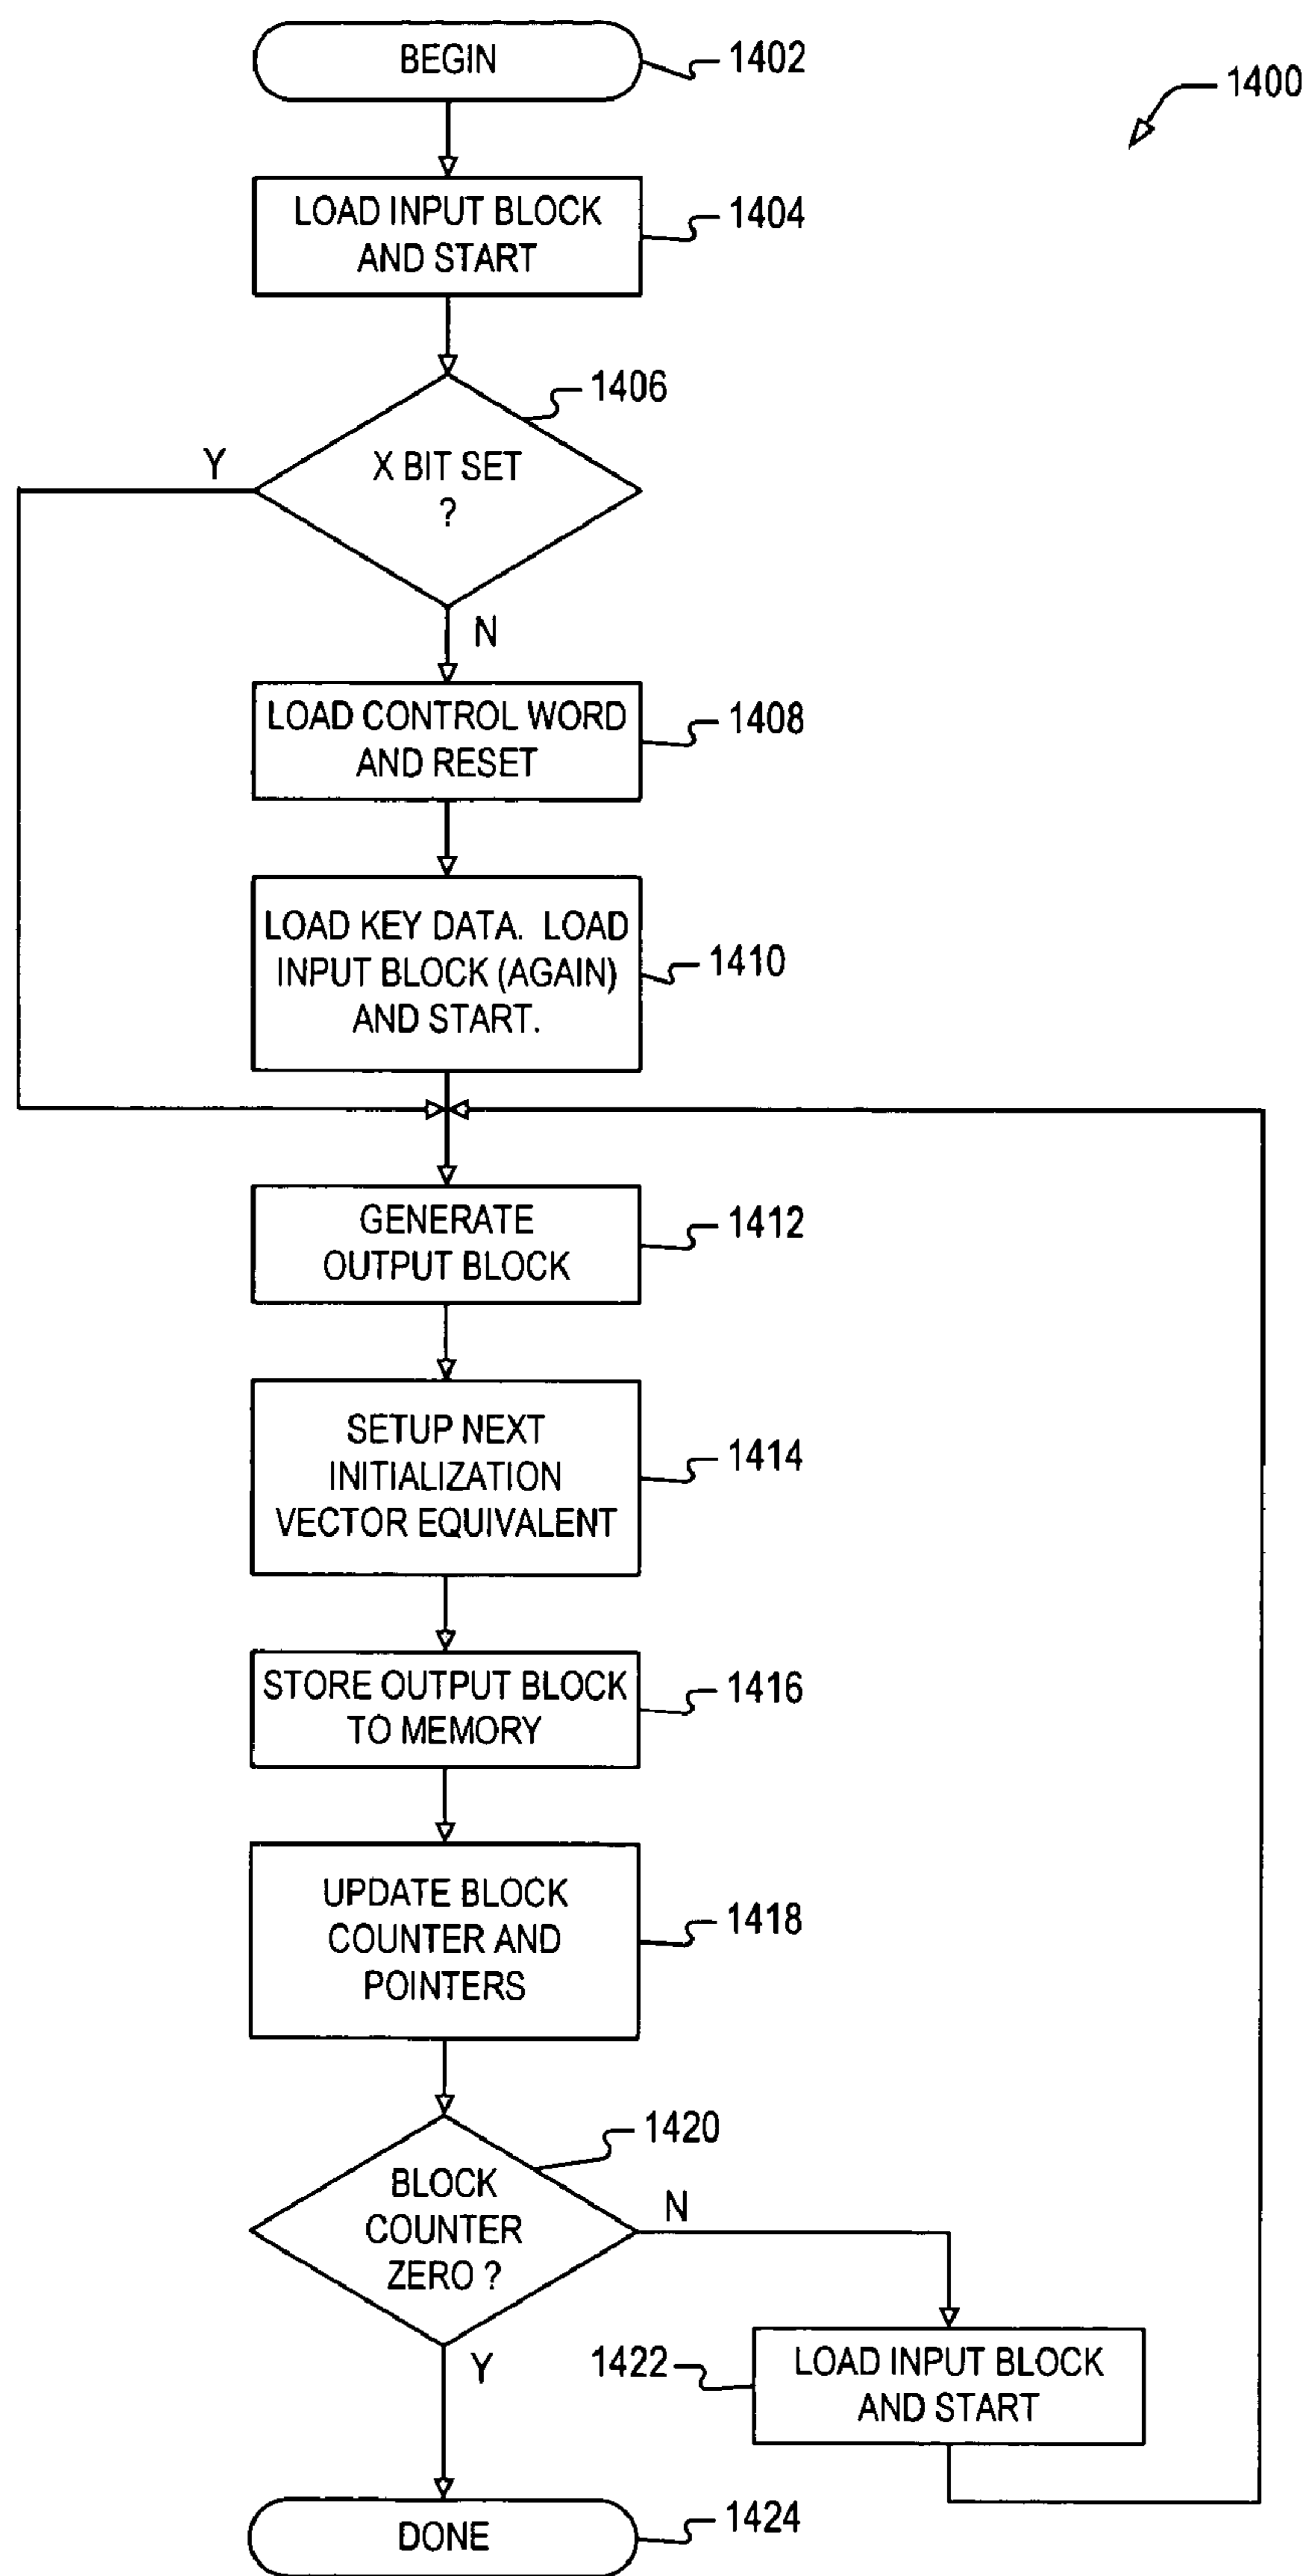 BEGIN
1402
1400
LOAD INPUT BLOCK
AND START
1404
1406
X BIT SET
?
Y
N
LOAD CONTROL WORD
AND RESET
1408
LOAD KEY DATA. LOAD
INPUT BLOCK (AGAIN)
AND START.
1410
GENERATE
OUTPUT BLOCK
1412
SETUP NEXT
INITIALIZATION
VECTOR EQUIVALENT
1414
STORE OUTPUT BLOCK
TO MEMORY
1416
UPDATE BLOCK
COUNTER AND
POINTERS
1418
1420
BLOCK
COUNTER
ZERO ?
N
Y
1422
LOAD INPUT BLOCK
AND START
DONE
1424